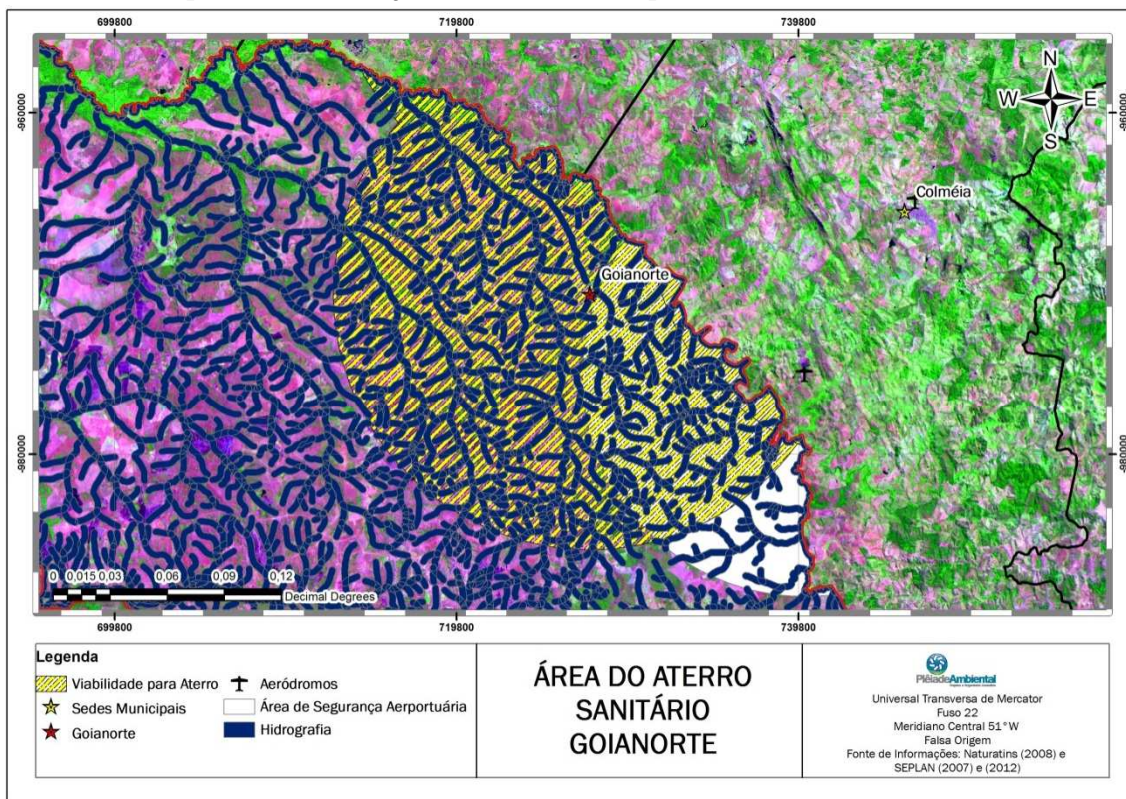 699800 719800 739800
-960000 -960000
N
W E
S
Colméia
Goianorte
-980000 -980000
0 0,015 0,03 0,06 0,09 0,12
Decimal Degrees
699800 719800 739800
Legenda
Viabilidade para Aterro
Sedes Municipais
Goianorte
Aeródromos
Área de Segurança Aerportuária
Hidrografia
ÁREA DO ATERRO
SANITÁRIO
GOIANORTE
PlêiadeAmbiental
Universal Transversa de Mercator
Fuso 22
Meridiano Central 51°W
Falsa Origem
Fonte de Informações: Naturatins (2008) e
SEPLAN (2007) e (2012)